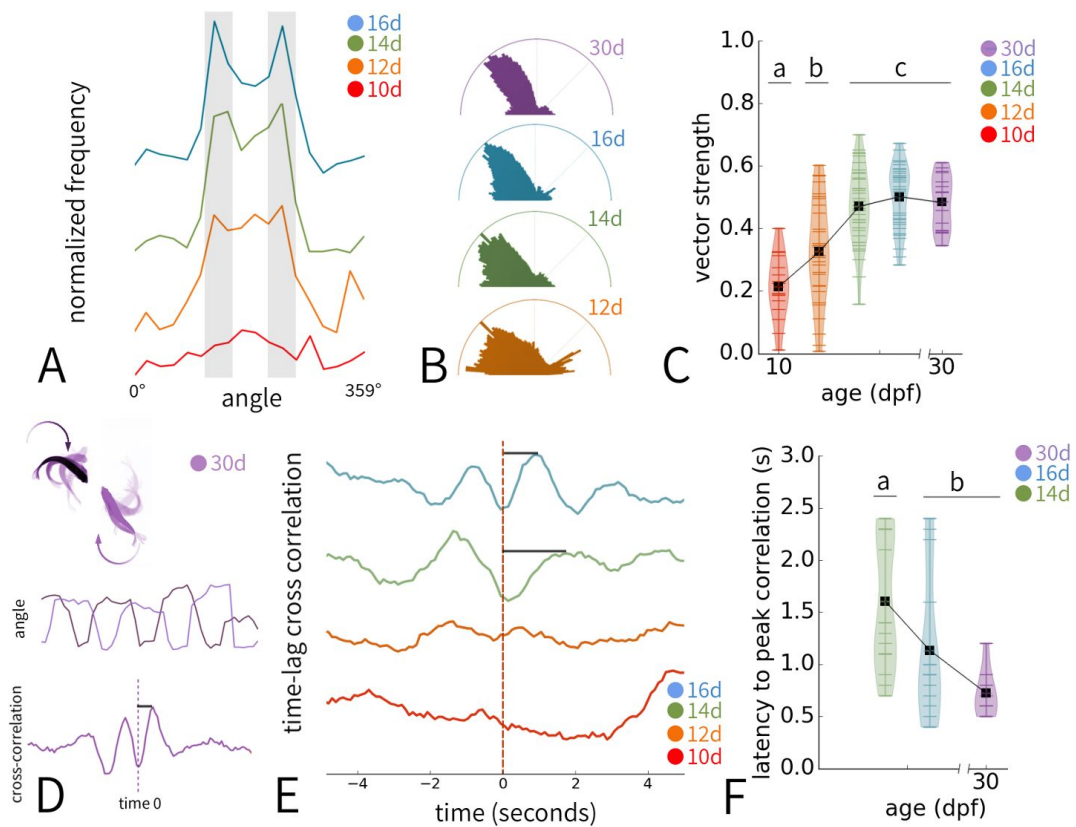 16d
14d
12d
10d
normalized frequency
A
0°
359°
angle
30d
16d
14d
12d
B
1.0
0.8
0.6
0.4
0.2
0.0
vector strength
a
b
c
30d
16d
14d
12d
10d
10
30
C
age (dpf)
30d
angle
cross-correlation
D
time 0
time-lag cross correlation
16d
14d
12d
10d
E
−4
−2
0
2
4
time (seconds)
3.0
2.5
2.0
1.5
1.0
0.5
0.0
latency to peak correlation (s)
a
b
30d
16d
14d
F
30
age (dpf)